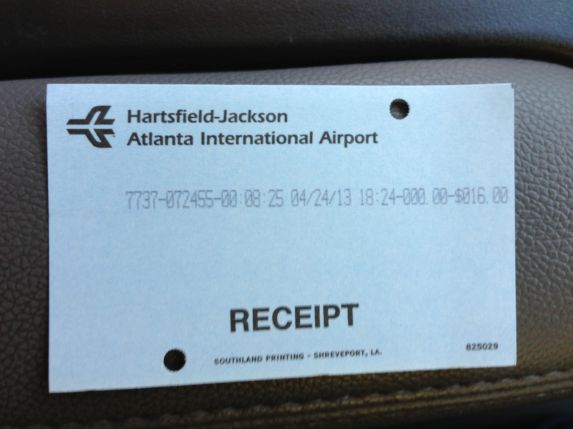 Hartsfield-Jackson
Atlanta International Airport
7737-072455-00:08:25 04/24/13 18:24-000.00-$016.00
RECEIPT
SOUTHLAND PRINTING - SHREVEPORT, LA.
825029